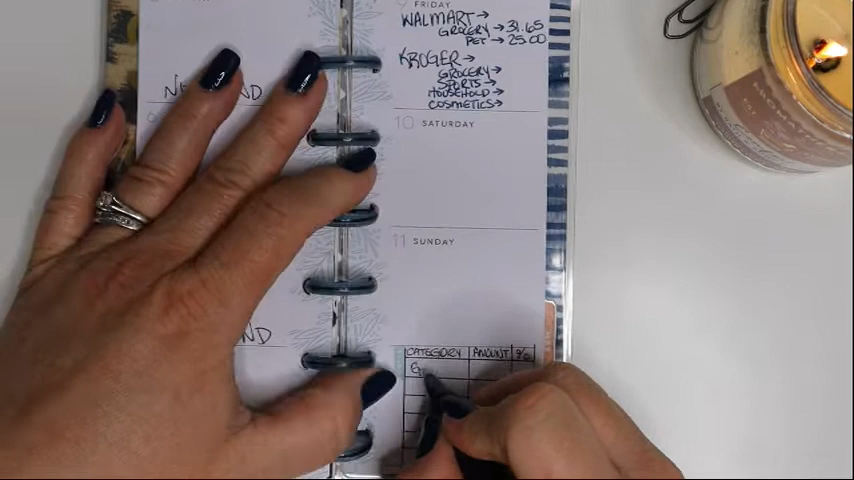 9 FRIDAY
WALMART→
GROCERY → 31.65
PET → 25.00
KROGER→
GROCERY→
SPORTS→
HOUSEHOLD→
COSMETICS→
10 SATURDAY
11 SUNDAY
CATEGORY AMOUNT %